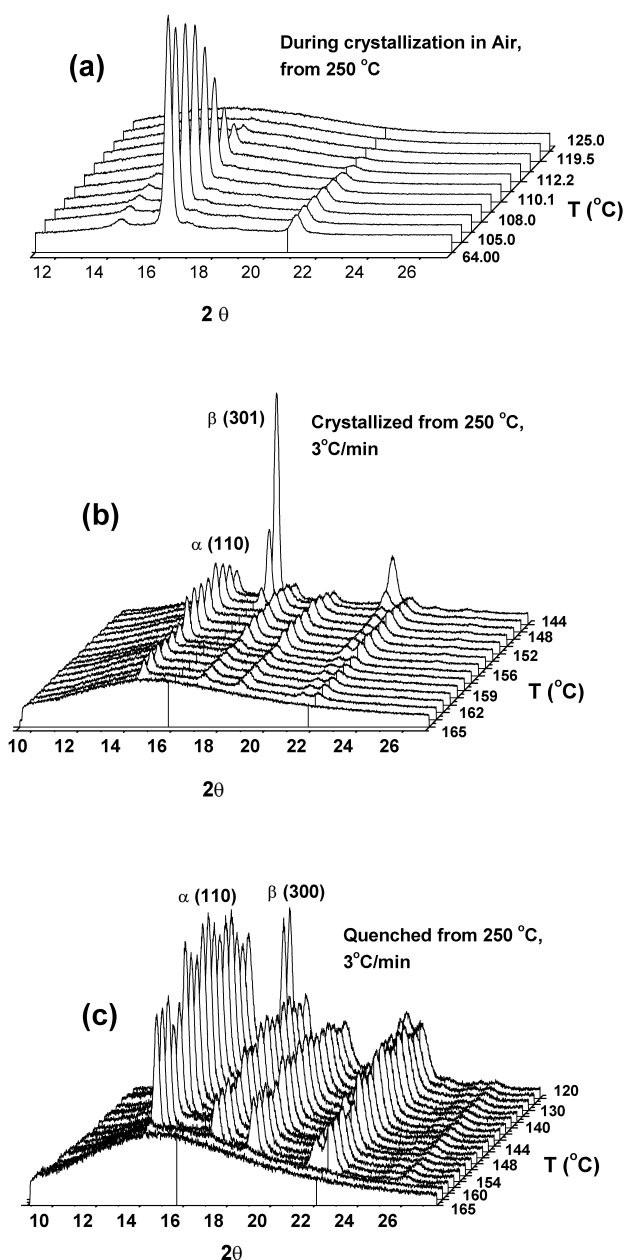 (a)
During crystallization in Air,
from 250 °C
125.0
119.5
112.2
110.1
108.0
105.0
64.00
T (°C)
12 14 16 18 20 22 24 26
2 θ
β (301)
Crystallized from 250 °C,
3°C/min
(b)
α (110)
144
148
152
156
159
162
165
T (°C)
10 12 14 16 18 20 22 24 26
2θ
α (110) β (300)
Quenched from 250 °C,
3°C/min
(c)
120
130
140
144
148
154
160
165
T (°C)
10 12 14 16 18 20 22 24 26
2θ